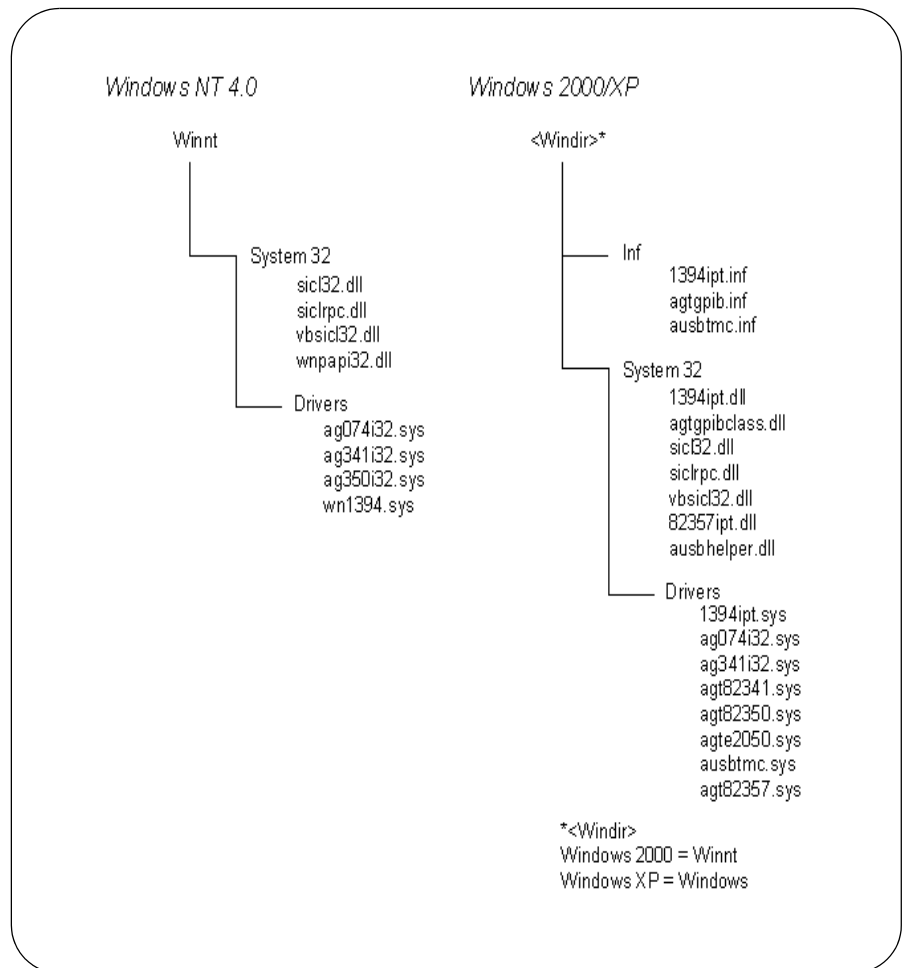 Windows NT 4.0
Winnt
System 32
sicl32.dll
siclrpc.dll
vbsicl32.dll
wnpapi32.dll
Drivers
ag074i32.sys
ag341i32.sys
ag350i32.sys
wn1394.sys
Windows 2000/XP
<Windir>*
Inf
1394ipt.inf
agtgpib.inf
ausbtmc.inf
System 32
1394ipt.dll
agtgpibclass.dll
sicl32.dll
siclrpc.dll
vbsicl32.dll
82357ipt.dll
ausbhelper.dll
Drivers
1394ipt.sys
ag074i32.sys
ag341i32.sys
agt82341.sys
agt82350.sys
agte2050.sys
ausbtmc.sys
agt82357.sys
*<Windir>
Windows 2000 = Winnt
Windows XP = Windows